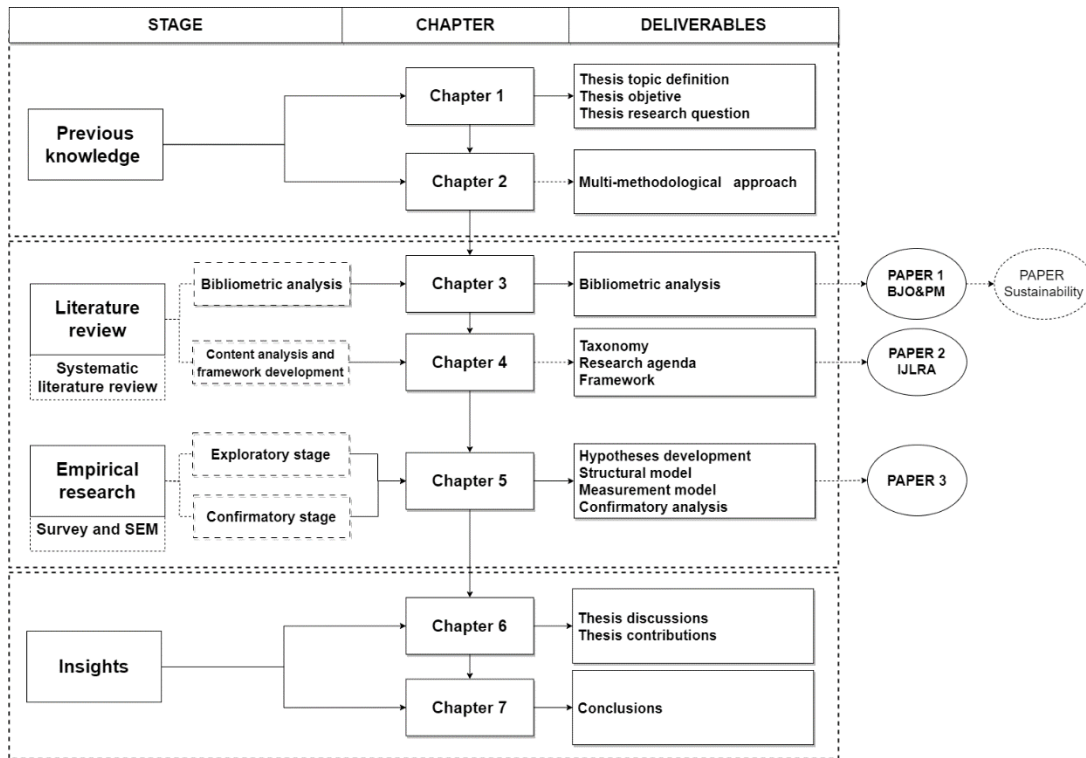 STAGE
CHAPTER
DELIVERABLES
Previous
knowledge
Chapter 1
Thesis topic definition
Thesis objetive
Thesis research question
Chapter 2
Multi-methodological approach
Literature
review
Systematic
literature review
Bibliometric analysis
Chapter 3
Bibliometric analysis
PAPER 1
BJO&PM
PAPER
Sustainability
Content analysis and
framework development
Chapter 4
Taxonomy
Research agenda
Framework
PAPER 2
IJLRA
Empirical
research
Survey and SEM
Exploratory stage
Confirmatory stage
Chapter 5
Hypotheses development
Structural model
Measurement model
Confirmatory analysis
PAPER 3
Insights
Chapter 6
Thesis discussions
Thesis contributions
Chapter 7
Conclusions